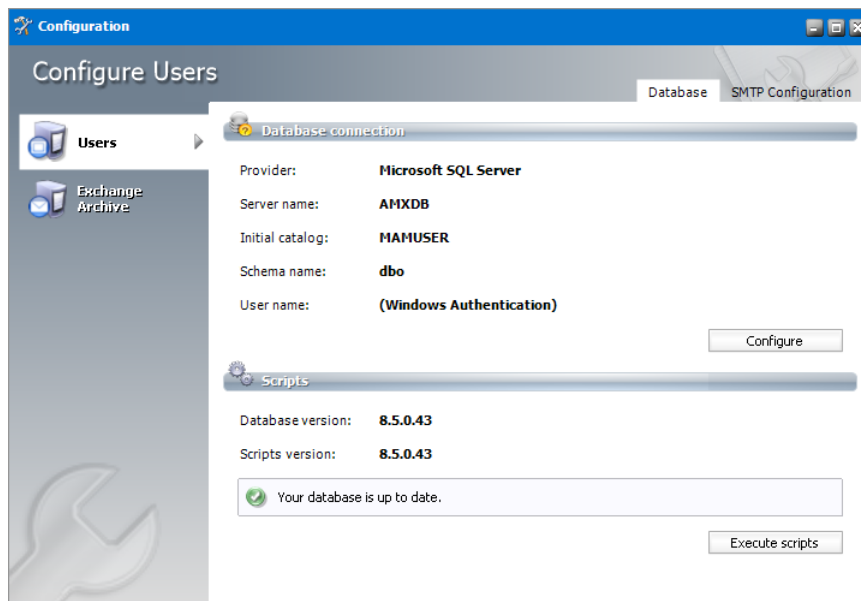 Configuration
Configure Users
Database
SMTP Configuration
Users
Exchange
Archive
Database connection
Provider: Microsoft SQL Server
Server name: AMXDB
Initial catalog: MAMUSER
Schema name: dbo
User name: (Windows Authentication)
Configure
Scripts
Database version: 8.5.0.43
Scripts version: 8.5.0.43
Your database is up to date.
Execute scripts